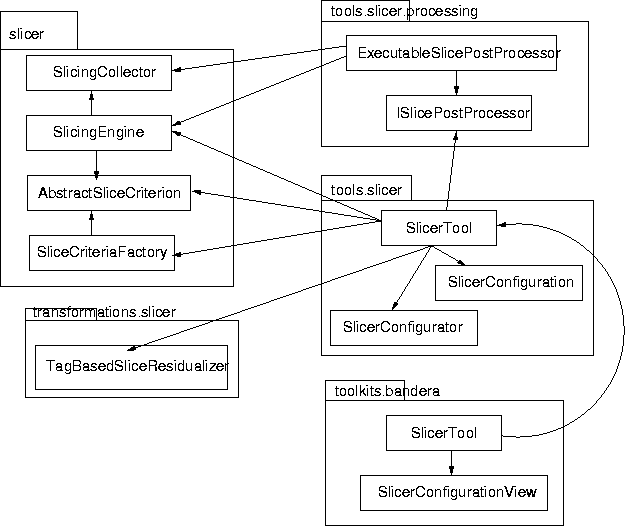 slicer
SlicingCollector
SlicingEngine
AbstractSliceCriterion
SliceCriteriaFactory
tools.slicer.processing
ExecutableSlicePostProcessor
ISlicePostProcessor
tools.slicer
SlicerTool
SlicerConfiguration
SlicerConfigurator
transformations.slicer
TagBasedSliceResidualizer
toolkits.bandera
SlicerTool
SlicerConfigurationView